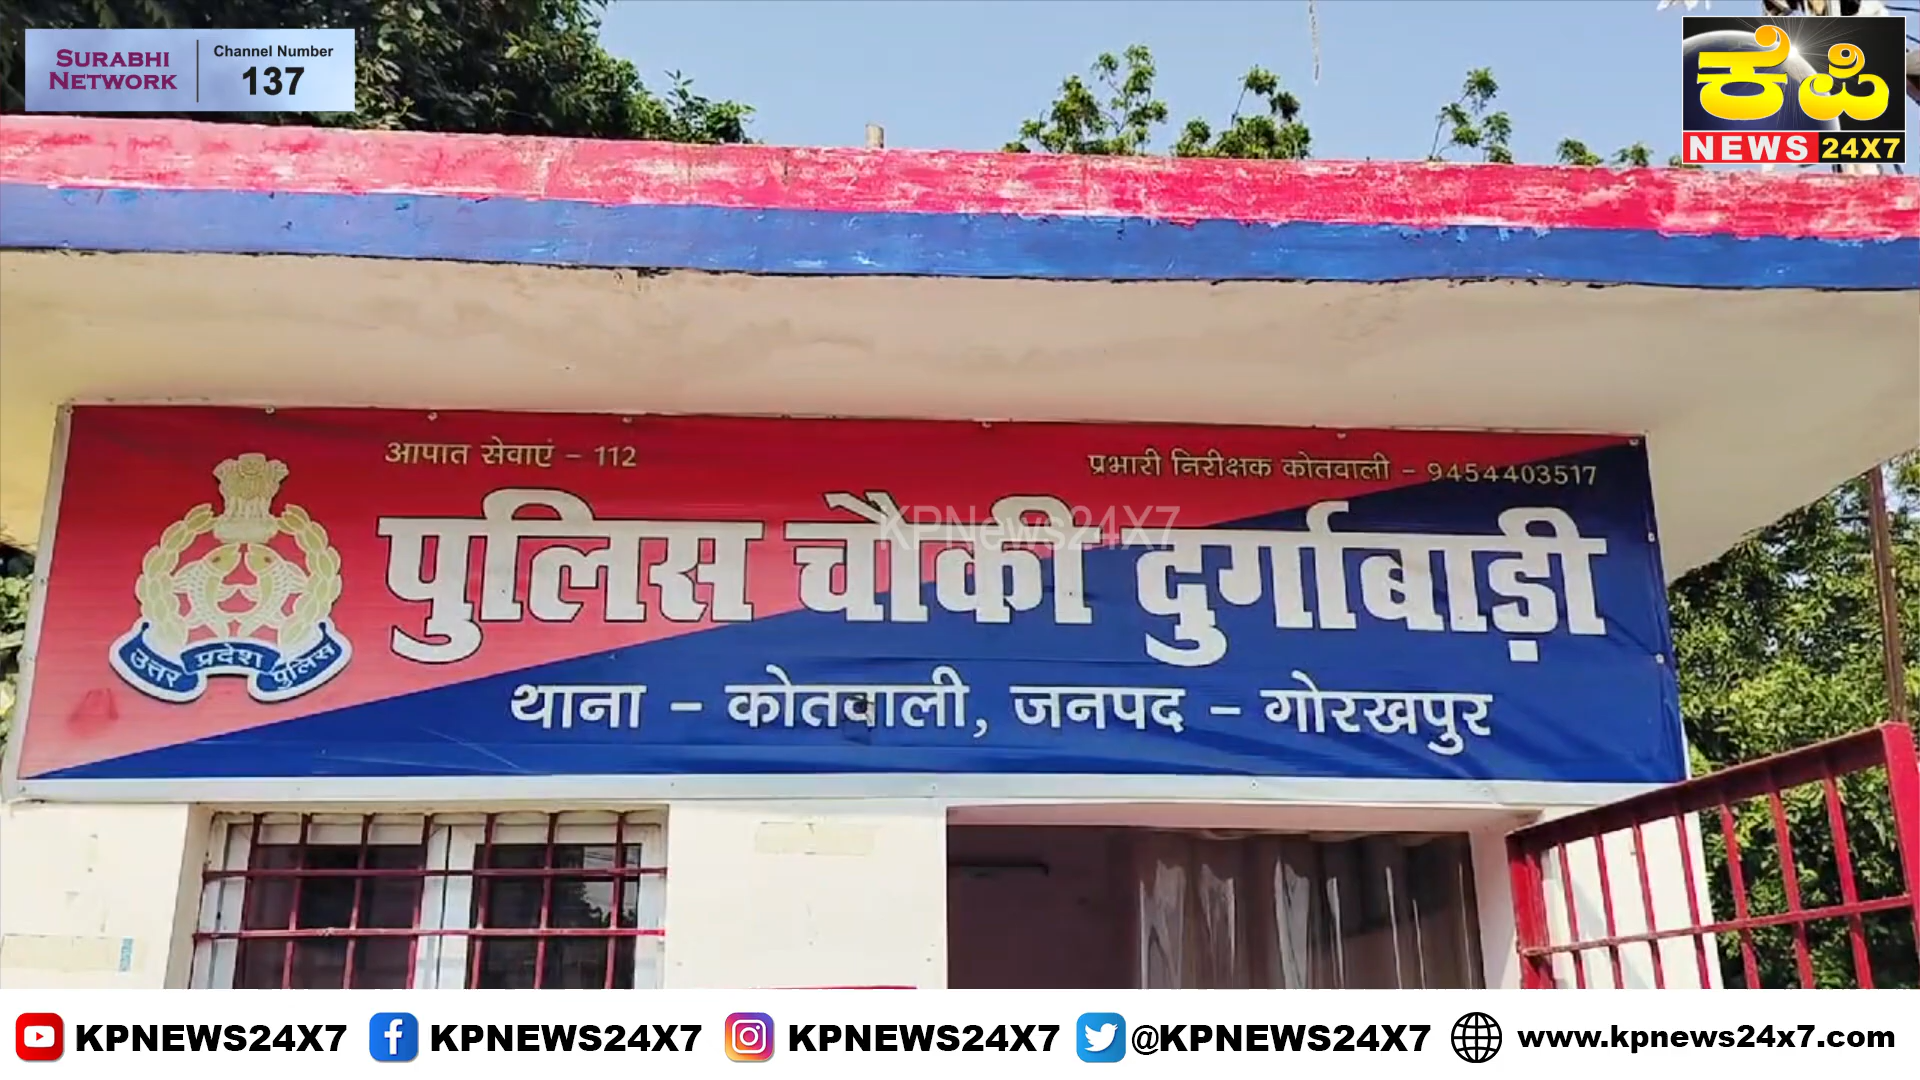 SURABHI
NETWORK
Channel Number
137
ಕೆಪಿ
NEWS 24X7
आपात सेवाएं - 112
प्रभारी निरीक्षक कोतवाली - 9454403517
पुलिस चौकी दुर्गाबाड़ी
KPNews24X7
उत्तर प्रदेश पुलिस
थाना - कोतवाली, जनपद - गोरखपुर
KPNEWS24X7 KPNEWS24X7 KPNEWS24X7 @KPNEWS24X7 www.kpnews24x7.com